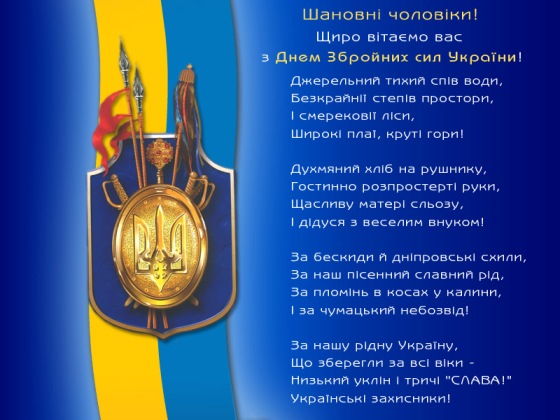 Шановні чоловіки!
Щиро вітаємо вас
з Днем Збройних сил України!
Джерельний тихий спів води,
Безкрайнії степів простори,
І смерековії ліси,
Широкі плаї, круті гори!
Духмяний хліб на рушнику,
Гостинно розпростерті руки,
Щасливу матері сльозу,
І дідуся з веселим внуком!
За бескиди й дніпровські схили,
За наш пісенний славний рід,
За пломінь в косах у калини,
І за чумацький небозвід!
За нашу рідну Україну,
Що зберегли за всі віки -
Низький уклін і тричі "СЛАВА!"
Українські захисники!